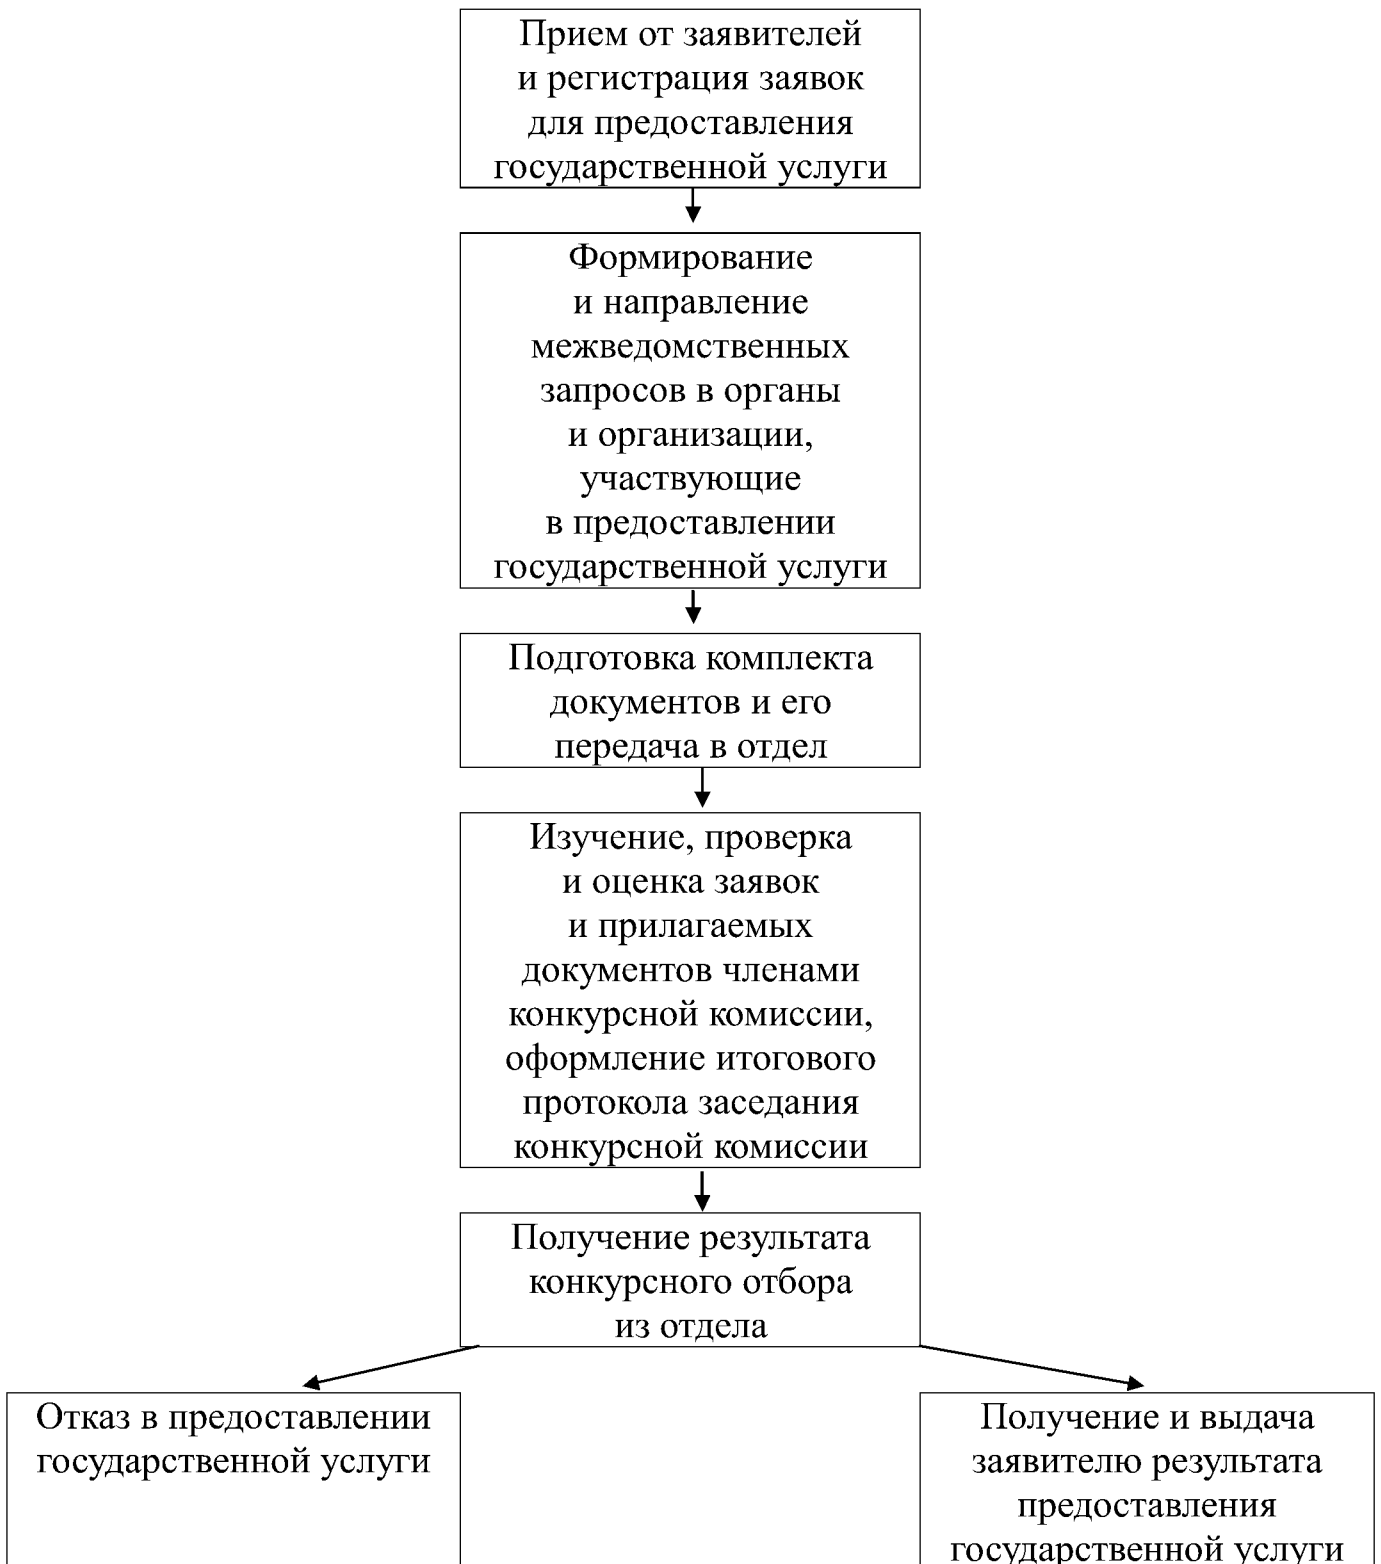 Прием от заявителей
и регистрация заявок
для предоставления
государственной услуги
Формирование
и направление
межведомственных
запросов в органы
и организации,
участвующие
в предоставлении
государственной услуги
Подготовка комплекта
документов и его
передача в отдел
Изучение, проверка
и оценка заявок
и прилагаемых
документов членами
конкурсной комиссии,
оформление итогового
протокола заседания
конкурсной комиссии
Получение результата
конкурсного отбора
из отдела
Отказ в предоставлении
государственной услуги
Получение и выдача
заявителю результата
предоставления
государственной услуги